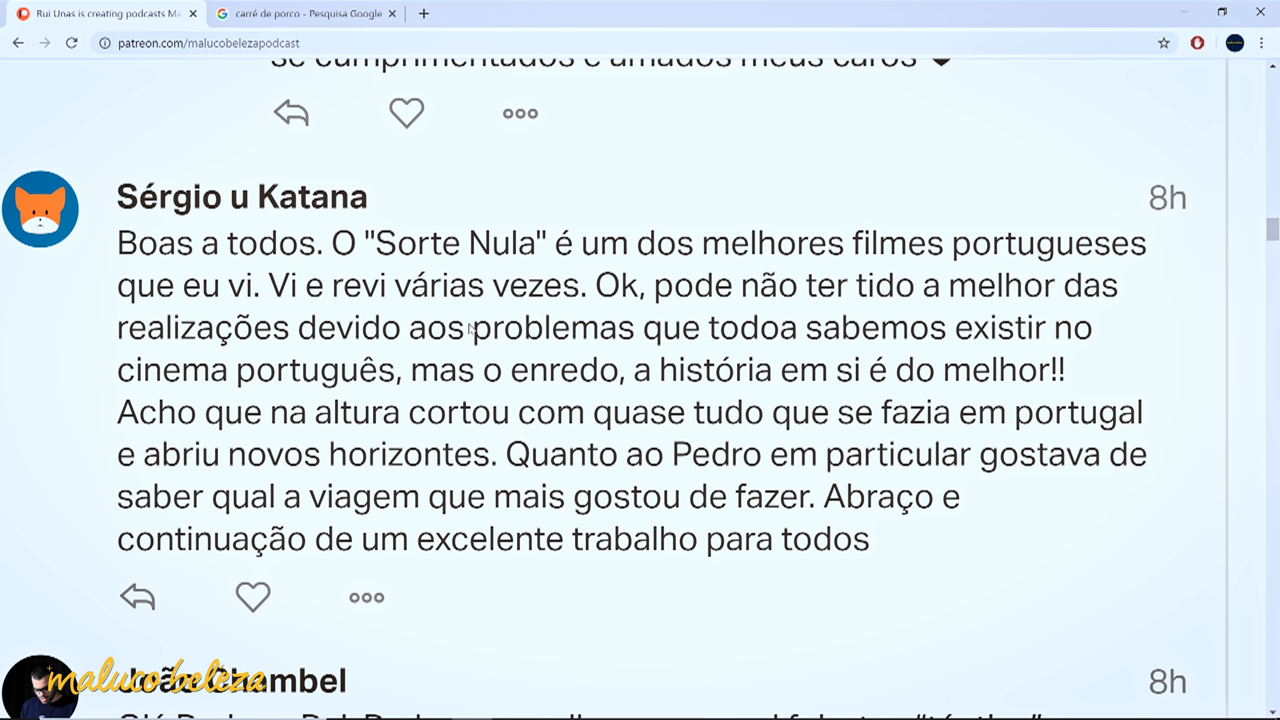 Rui Unas is creating podcasts Ma
carré de porco - Pesquisa Google
patreon.com/malucobelezapodcast
se cumprimentados e amados meus caros
Sérgio u Katana
8h
Boas a todos. O "Sorte Nula" é um dos melhores filmes portugueses
que eu vi. Vi e revi várias vezes. Ok, pode não ter tido a melhor das
realizações devido aos problemas que todoa sabemos existir no
cinema português, mas o enredo, a história em si é do melhor!!
Acho que na altura cortou com quase tudo que se fazia em portugal
e abriu novos horizontes. Quanto ao Pedro em particular gostava de
saber qual a viagem que mais gostou de fazer. Abraço e
continuação de um excelente trabalho para todos
maluco beleza
João Chambel
8h